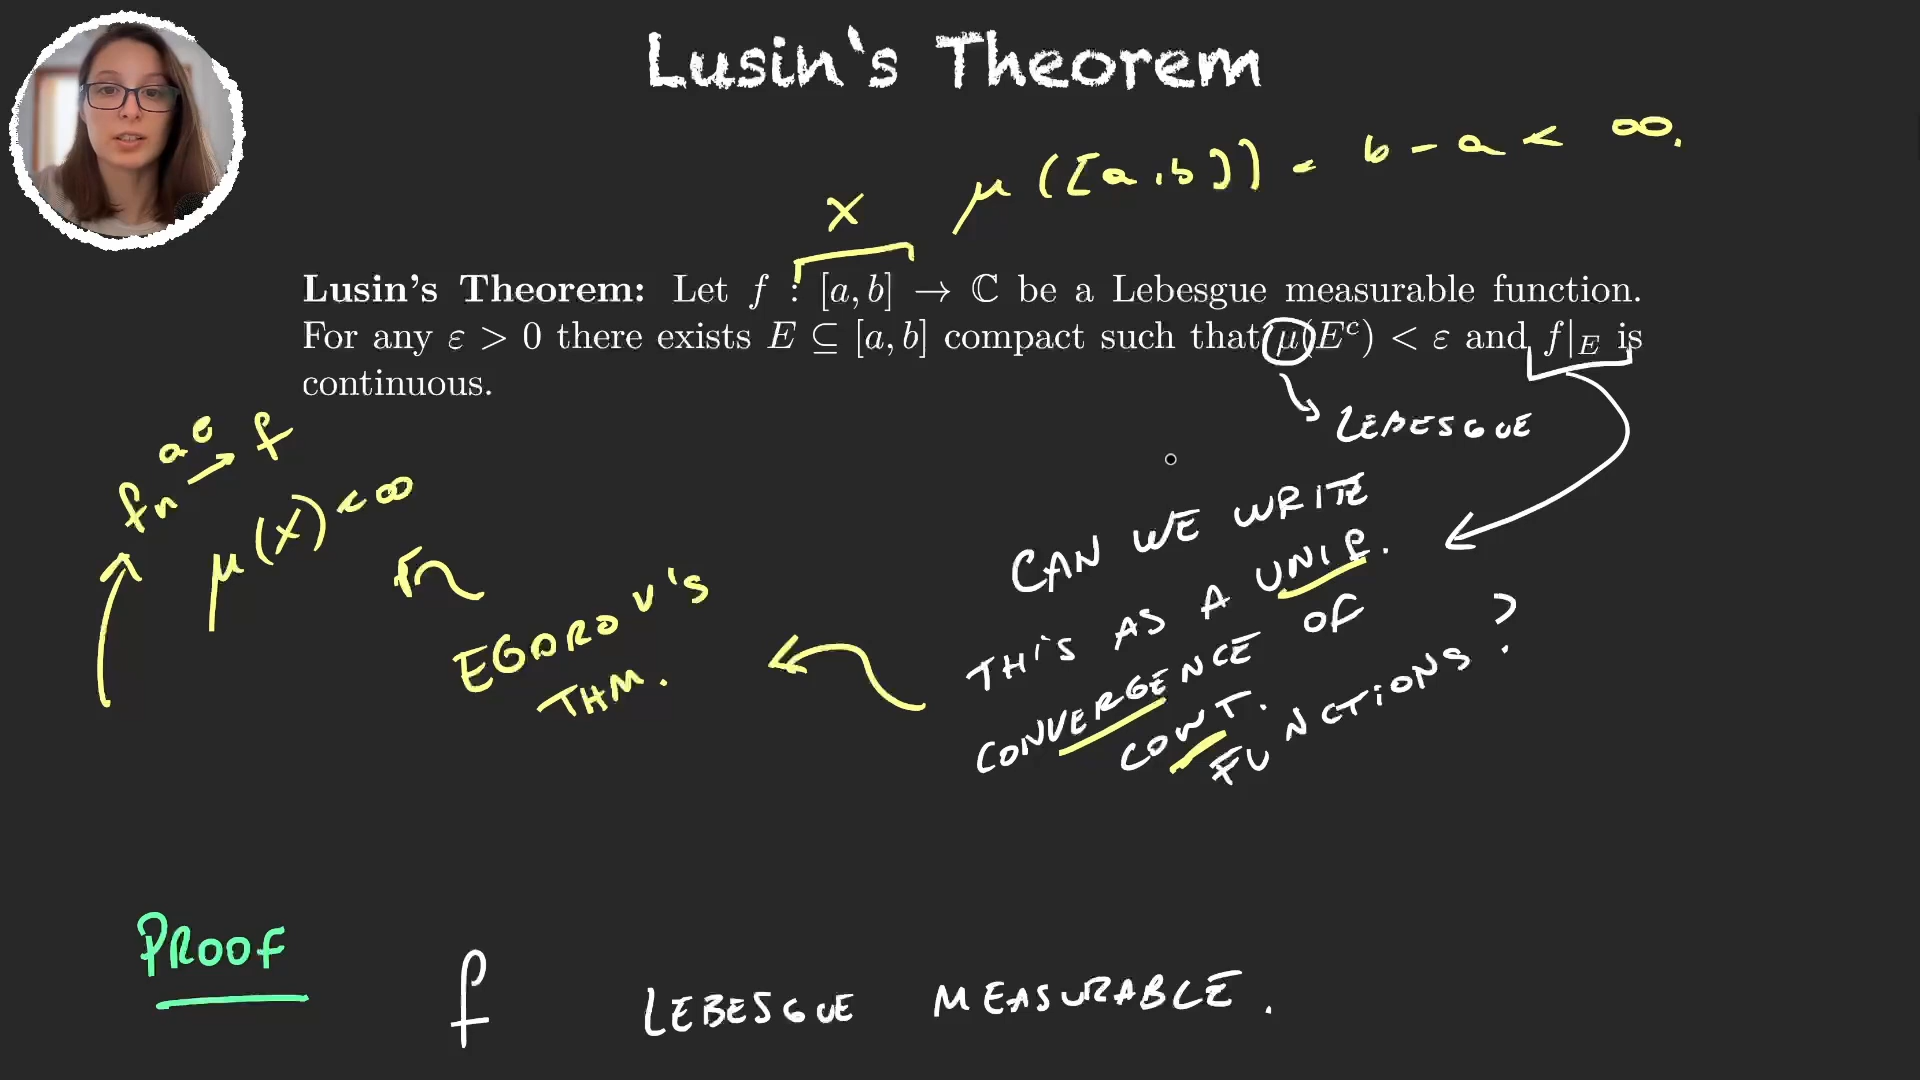 Lusin's Theorem
μ([a,b]) = b - a < ∞.
X
Lusin's Theorem: Let f : [a, b] → ℂ be a Lebesgue measurable function.
For any ε > 0 there exists E ⊆ [a, b] compact such that μ(Eᶜ) < ε and f|_E is
continuous.
LEBESGUE
fn ae→ f
μ(X) < ∞
EGOROV'S
THM.
CAN WE WRITE
THIS AS A UNIF.
CONVERGENCE OF
CONT.
FUNCTIONS?
PROOF
f LEBESGUE MEASURABLE.